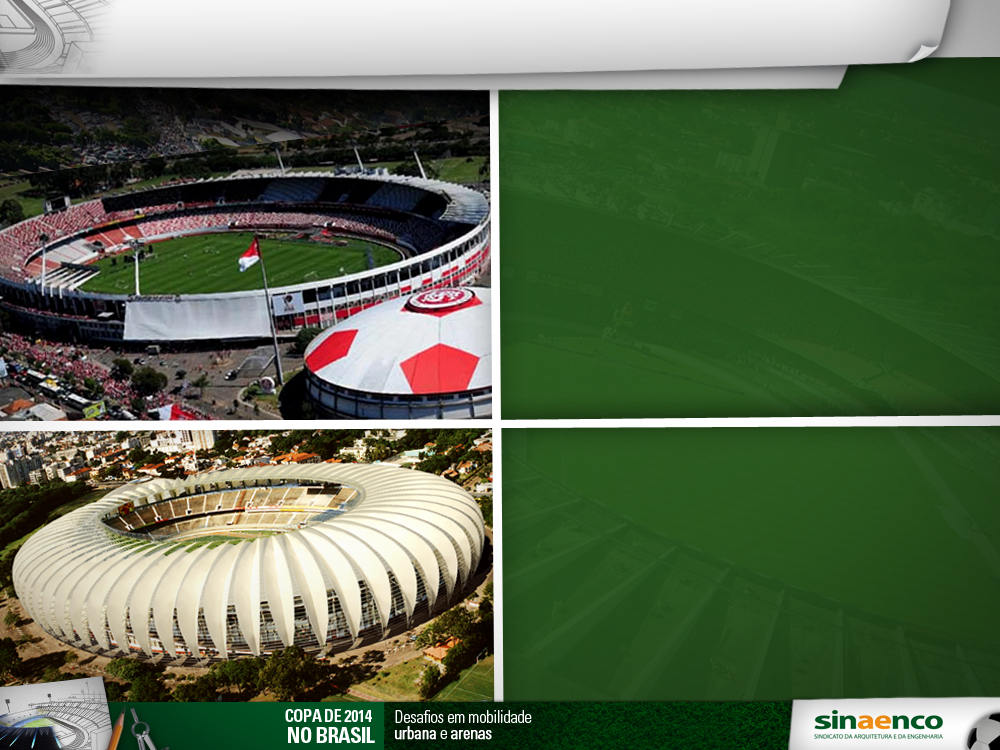 COPA DE 2014
NO BRASIL
Desafios em mobilidade
urbana e arenas
sinaenco
SINDICATO DA ARQUITETURA E DA ENGENHARIA